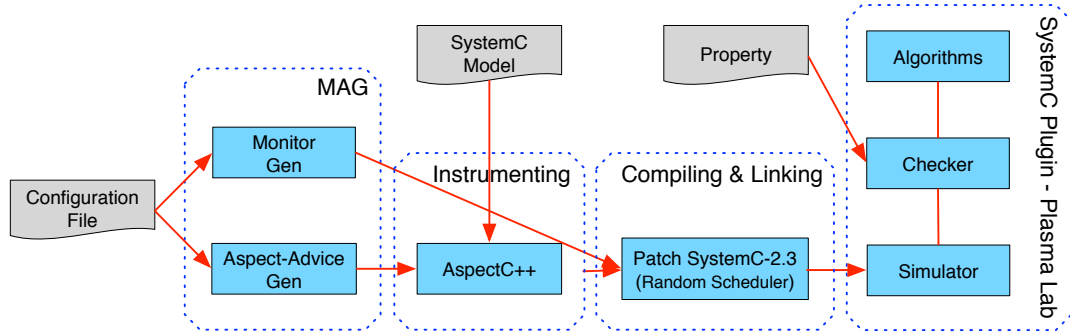 SystemC
Model
Property
Algorithms
SystemC Plugin - Plasma Lab
MAG
Monitor
Gen
Instrumenting
Compiling & Linking
Checker
Configuration
File
Aspect-Advice
Gen
AspectC++
Patch SystemC-2.3
(Random Scheduler)
Simulator